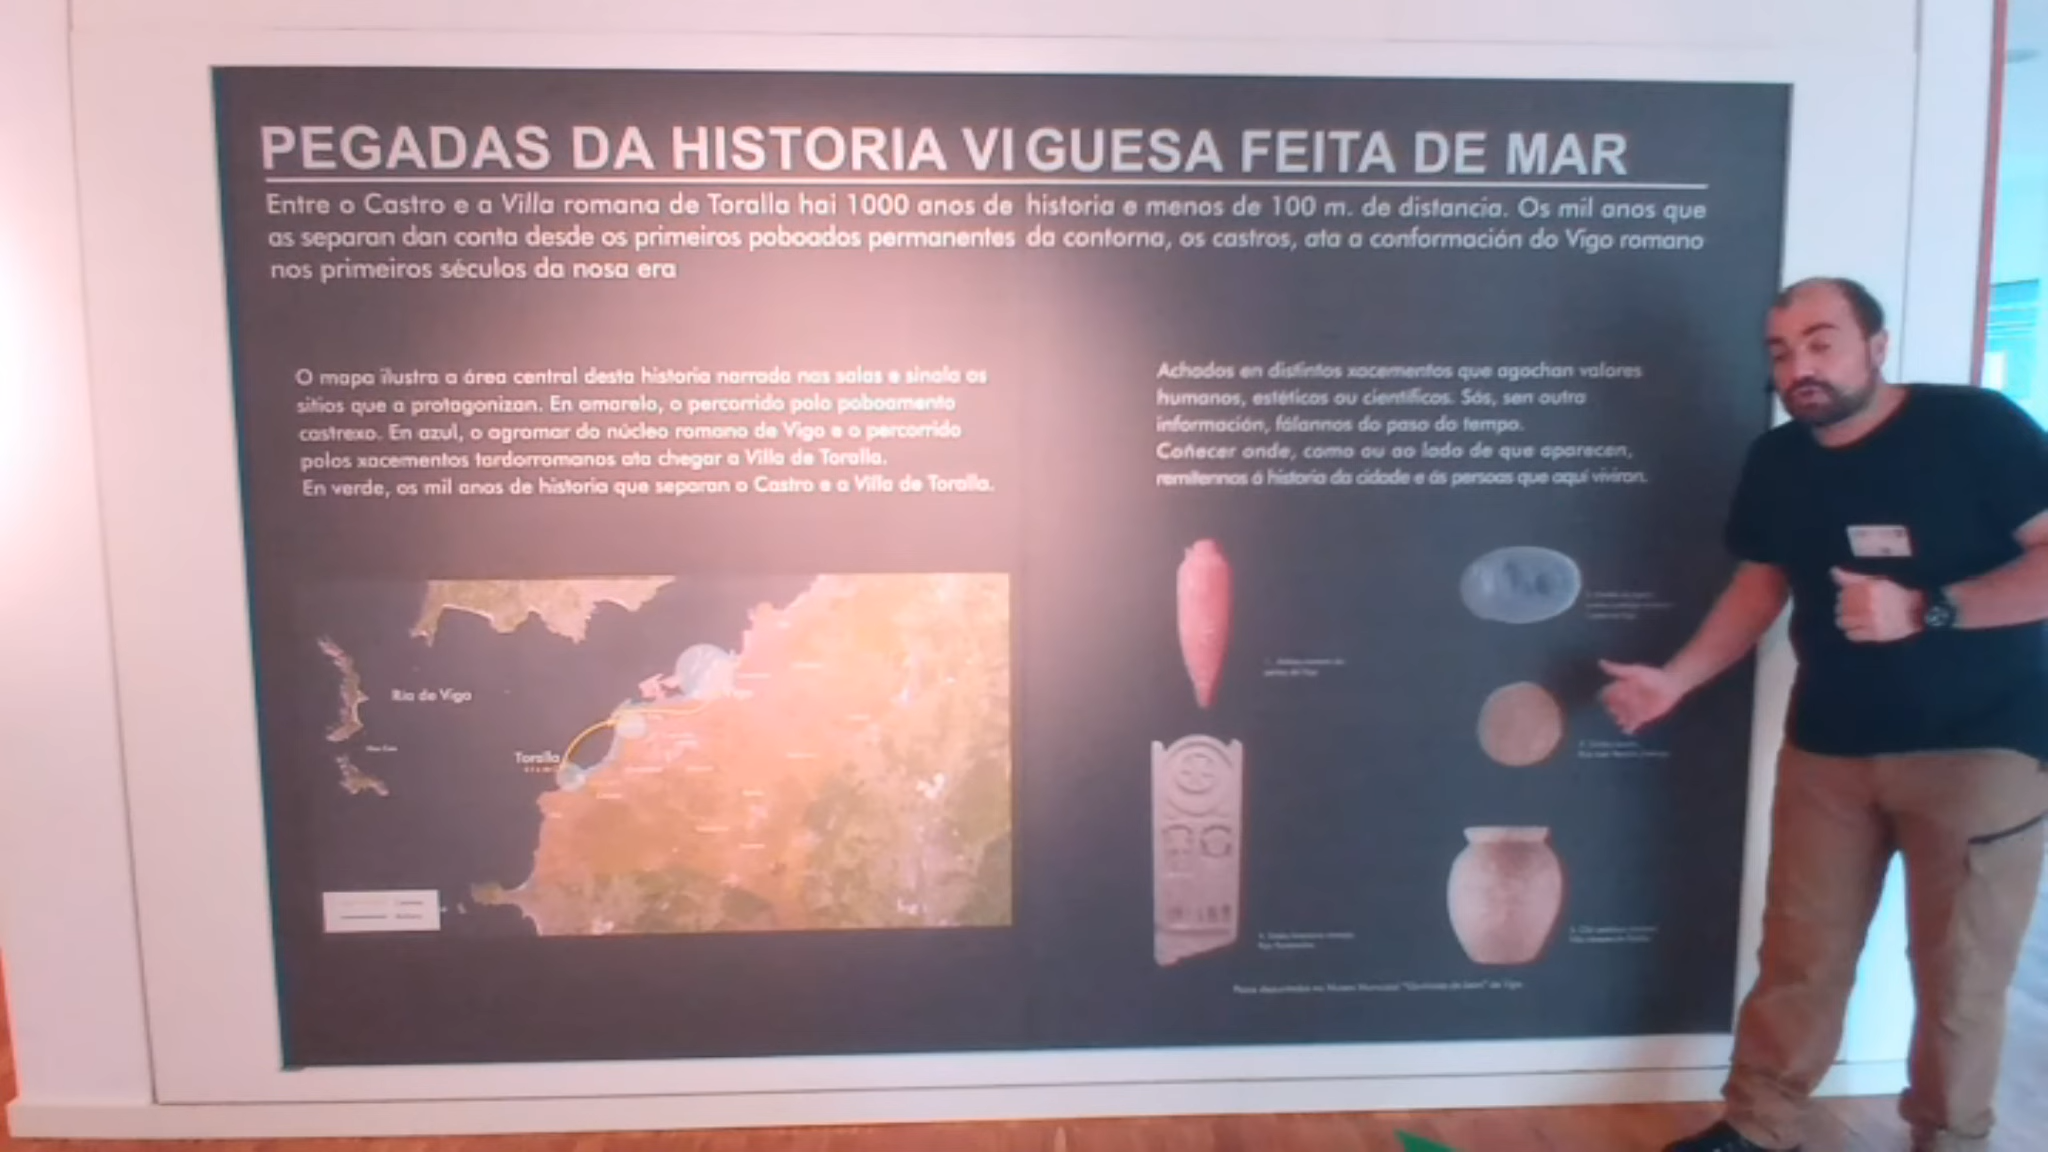 PEGADAS DA HISTORIA VIGUESA FEITA DE MAR
Entre o Castro e a Villa romana de Toralla hai 1000 anos de historia e menos de 100 m. de distancia. Os mil anos que
as separan dan conta desde os primeiros poboados permanentes da contorna, os castros, ata a conformación do Vigo romano
nos primeiros séculos da nosa era
O mapa ilustra a área central desta historia narrada nas salas e sinala os
sitios que a protagonizan. En amarelo, o percorrido polo poboamento
castrexo. En azul, o agromar do núcleo romano de Vigo e o percorrido
polos xacementos tardorromanos ata chegar a Villa de Toralla.
En verde, os mil anos de historia que separan o Castro e a Villa de Toralla.
Achados en distintos xacementos que agochan valores
humanos, estéticos ou científicos. Sós, sen outra
información, fálannos do paso do tempo.
Coñecer onde, como ou ao lado de que aparecen,
remítennos á historia da cidade e ás persoas que aquí viviron.
Ría de Vigo
Toralla